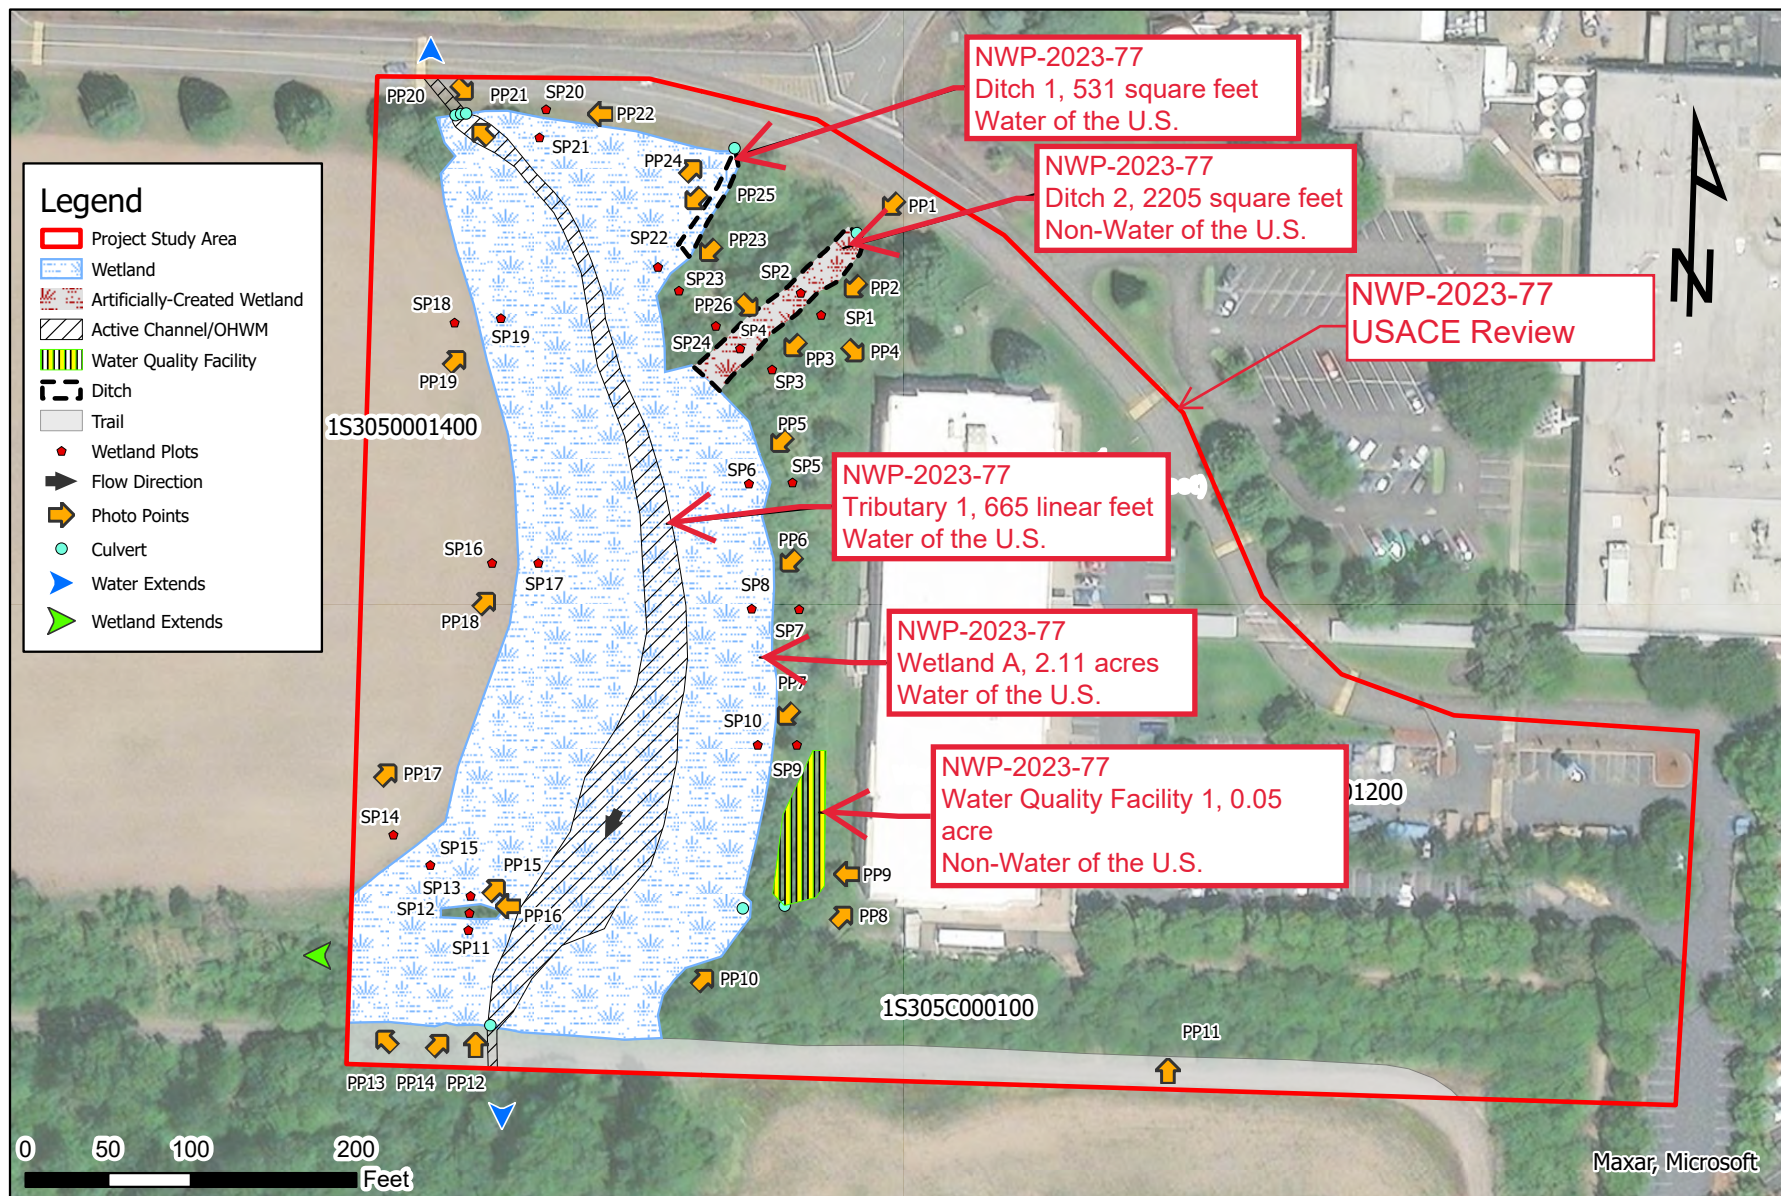 NWP-2023-77
Ditch 1, 531 square feet
Water of the U.S.
NWP-2023-77
Ditch 2, 2205 square feet
Non-Water of the U.S.
NWP-2023-77
USACE Review
NWP-2023-77
Tributary 1, 665 linear feet
Water of the U.S.
NWP-2023-77
Wetland A, 2.11 acres
Water of the U.S.
NWP-2023-77
Water Quality Facility 1, 0.05
acre
Non-Water of the U.S.
Legend
Project Study Area
Wetland
Artificially-Created Wetland
Active Channel/OHWM
Water Quality Facility
Ditch
Trail
Wetland Plots
Flow Direction
Photo Points
Culvert
Water Extends
Wetland Extends
PP20
PP21
SP20
PP22
SP21
PP24
PP25
PP1
SP22
PP23
SP23
SP2
PP2
PP26
SP1
SP24
SP4
PP3
PP4
SP3
SP18
SP19
PP19
1S3050001400
PP5
SP6
SP5
SP16
SP17
PP6
PP18
SP8
SP7
PP7
SP10
SP9
PP17
SP14
SP15
PP15
SP13
SP12
PP16
SP11
PP9
PP8
PP10
01200
1S305C000100
PP11
PP13
PP14
PP12
N
0
50
100
200
Feet
Maxar, Microsoft